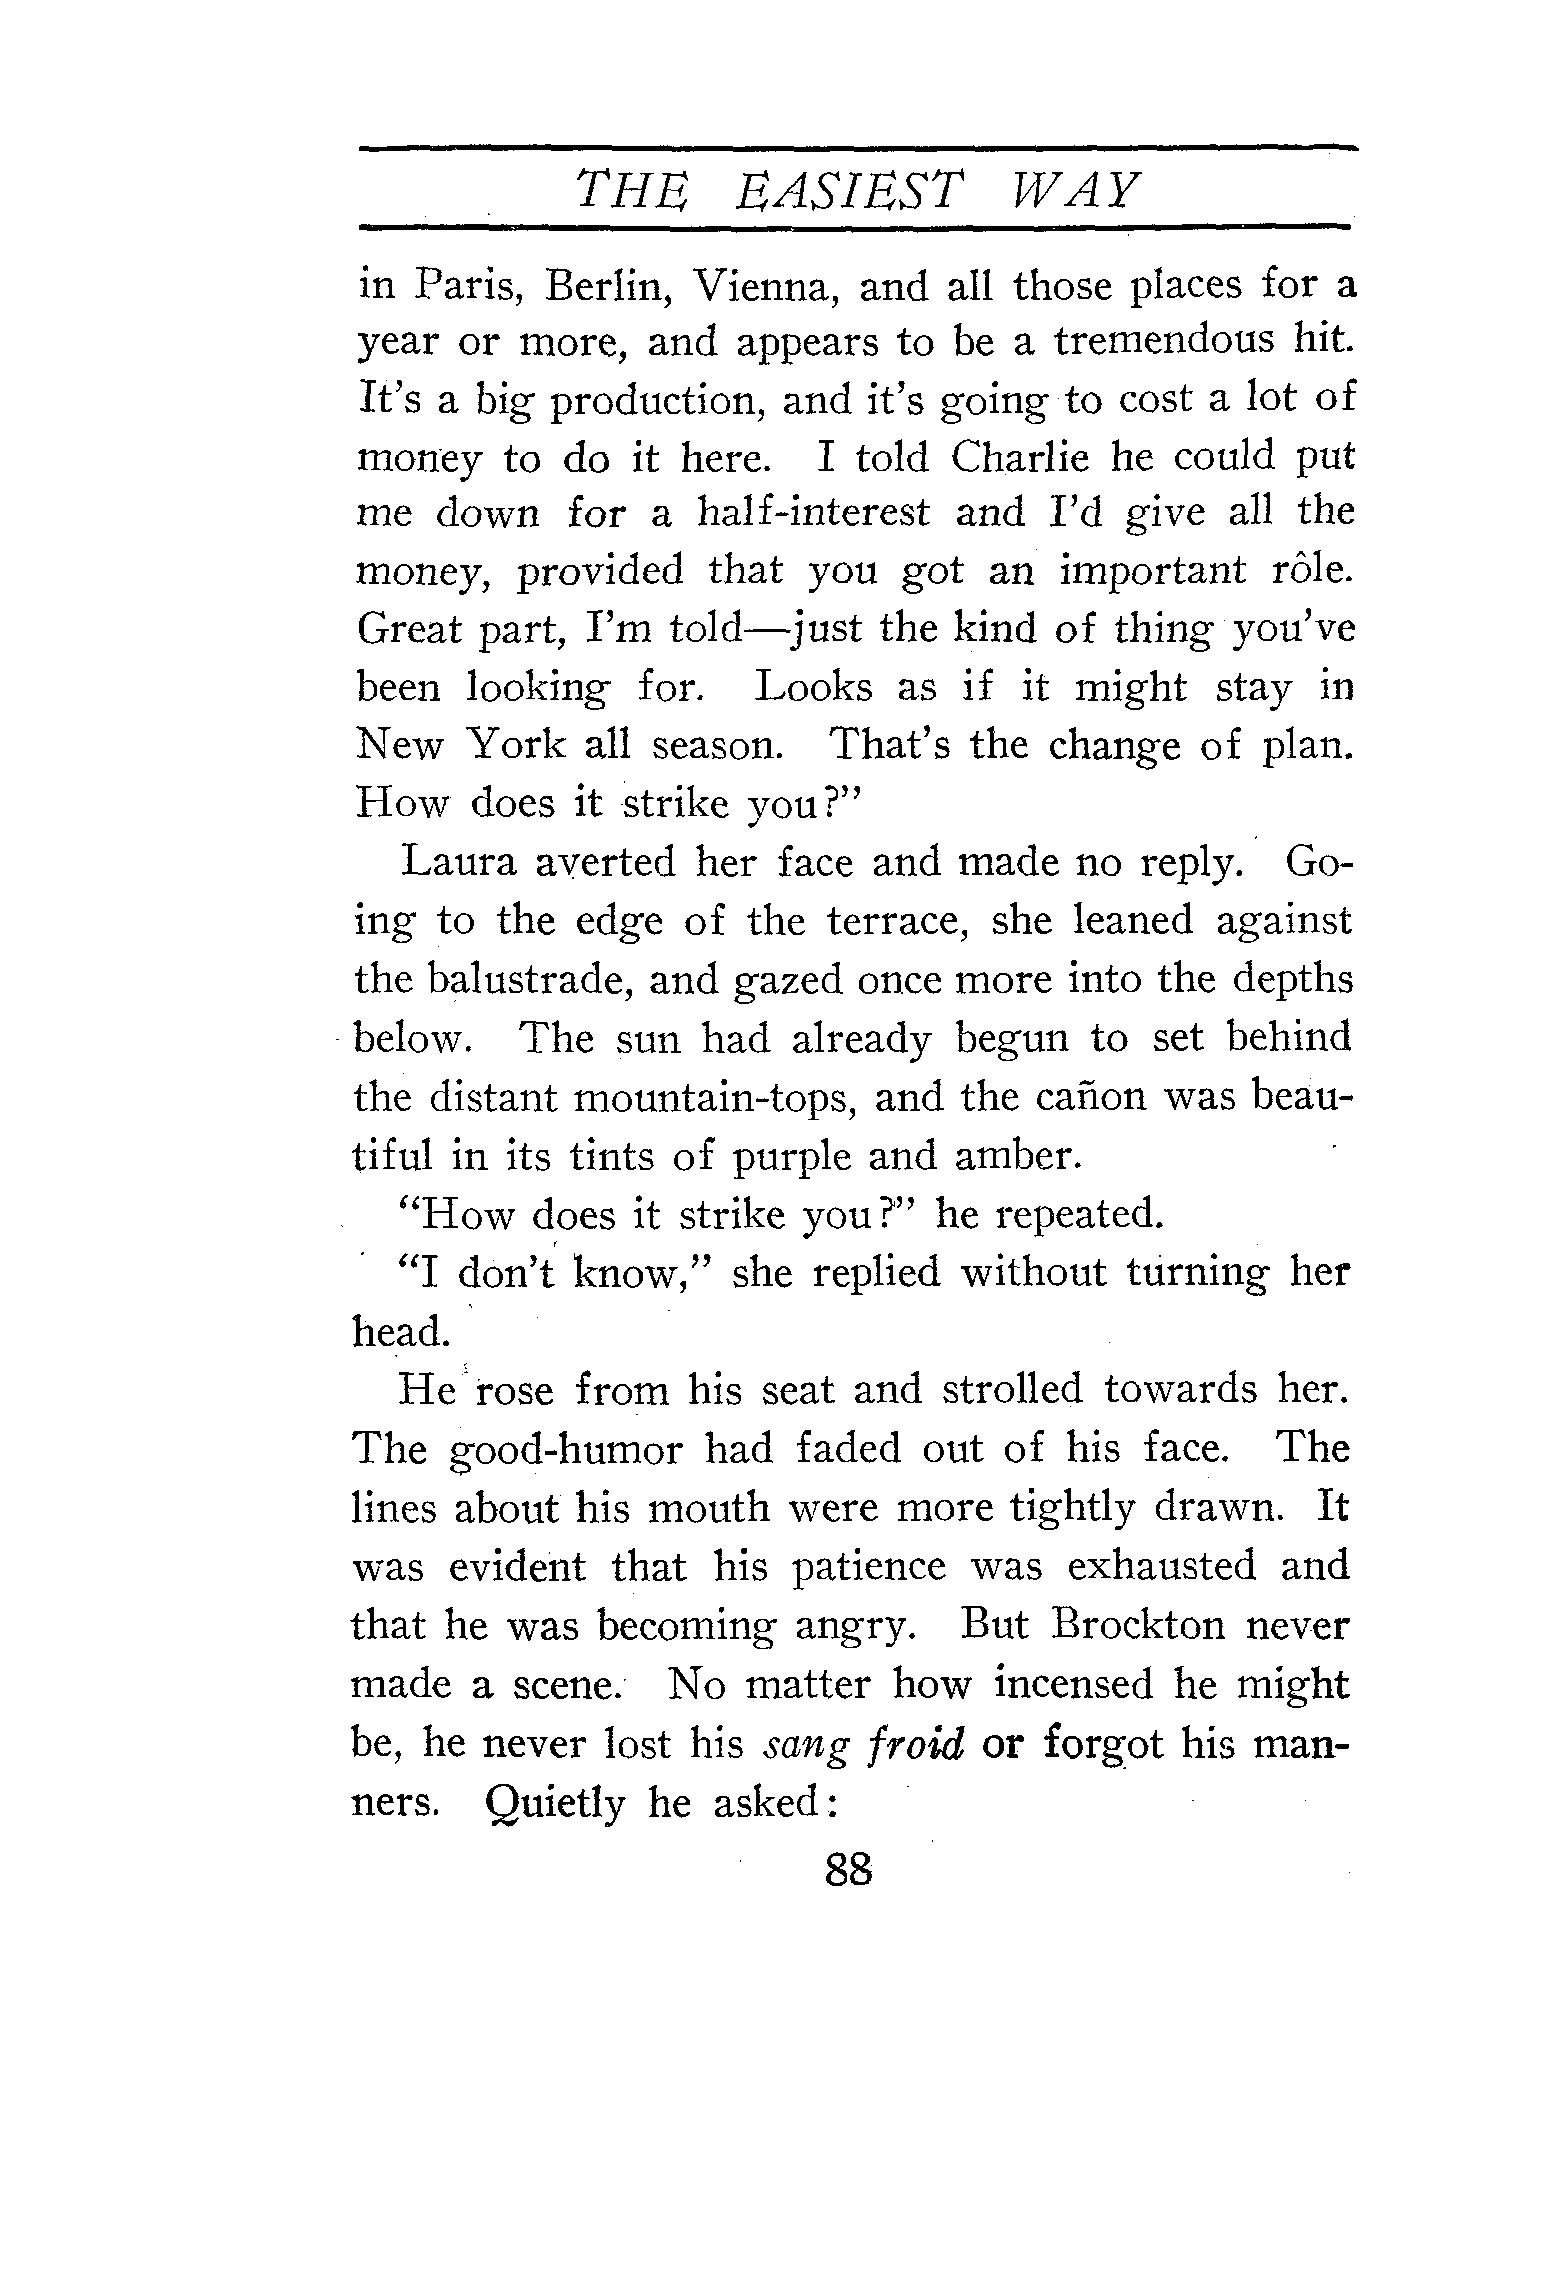 THE EASIEST WAY
in Paris, Berlin, Vienna, and all those places for a
year or more, and appears to be a tremendous hit.
It's a big production, and it's going to cost a lot of
money to do it here. I told Charlie he could put
me down for a half-interest and I'd give all the
money, provided that you got an important rôle.
Great part, I'm told—just the kind of thing you've
been looking for. Looks as if it might stay in
New York all season. That's the change of plan.
How does it strike you?"
Laura averted her face and made no reply. Go-
ing to the edge of the terrace, she leaned against
the balustrade, and gazed once more into the depths
below. The sun had already begun to set behind
the distant mountain-tops, and the cañon was beau-
tiful in its tints of purple and amber.
"How does it strike you?" he repeated.
"I don't know," she replied without turning her
head.
He rose from his seat and strolled towards her.
The good-humor had faded out of his face. The
lines about his mouth were more tightly drawn. It
was evident that his patience was exhausted and
that he was becoming angry. But Brockton never
made a scene. No matter how incensed he might
be, he never lost his sang froid or forgot his man-
ners. Quietly he asked:
88